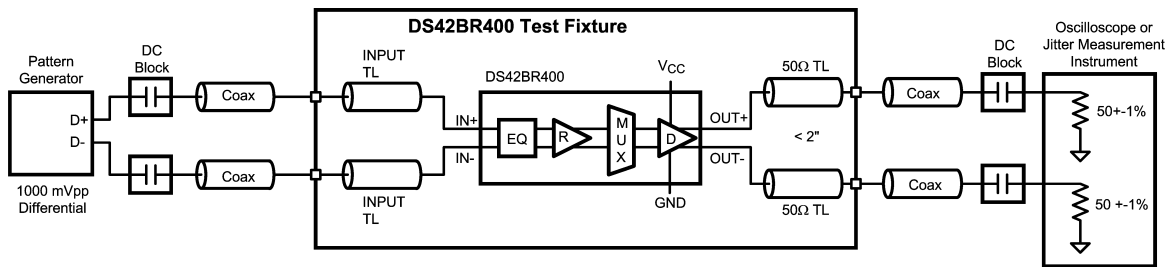 DS42BR400 Test Fixture
Pattern
Generator
D+
D-
1000 mVpp
Differential
DC
Block
Coax
Coax
INPUT
TL
INPUT
TL
DS42BR400
IN+
IN-
EQ
R
M
U
X
D
VCC
GND
OUT+
OUT-
50Ω TL
< 2"
50Ω TL
Coax
Coax
DC
Block
Oscilloscope or
Jitter Measurement
Instrument
50+-1%
50 +-1%